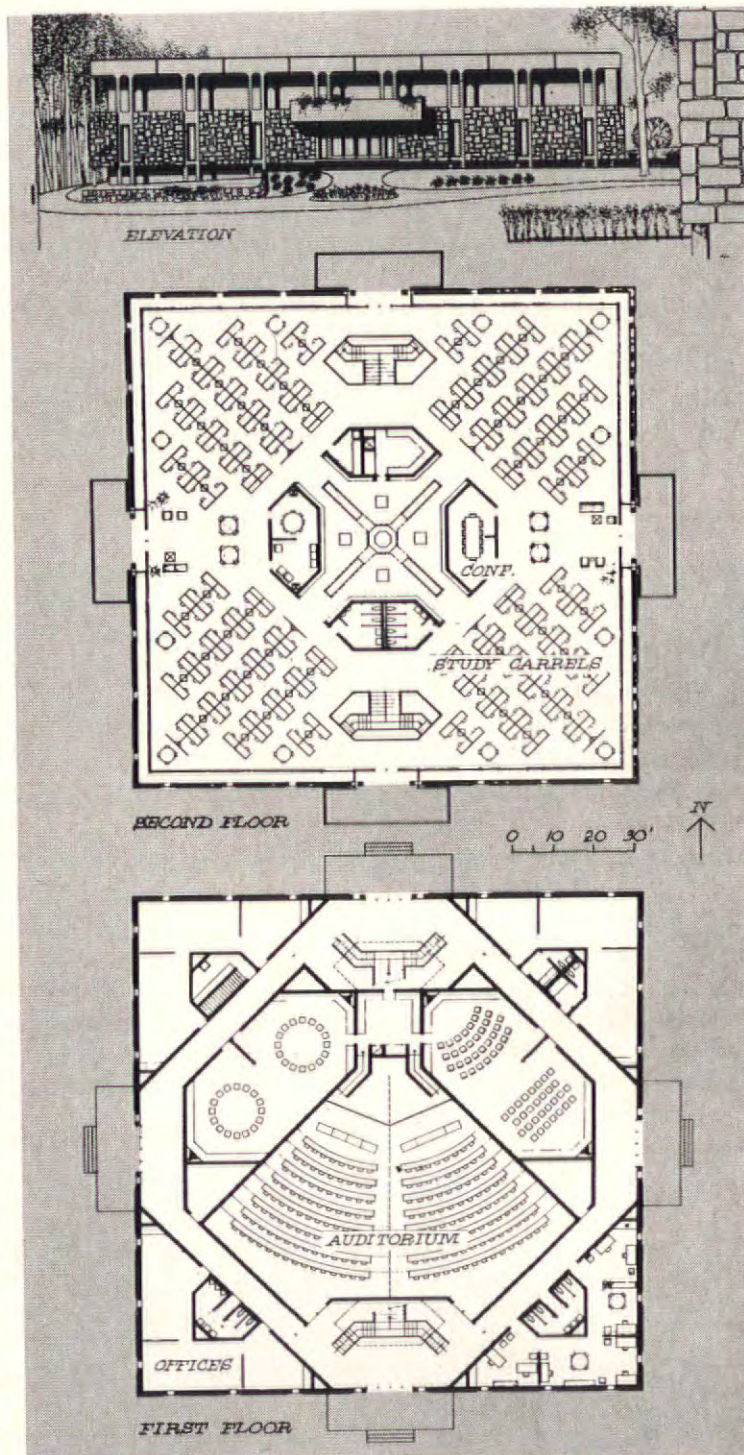 ELEVATION
CONF.
STUDY CARRELS
SECOND FLOOR
N
0 10 20 30'
AUDITORIUM
OFFICES
FIRST FLOOR